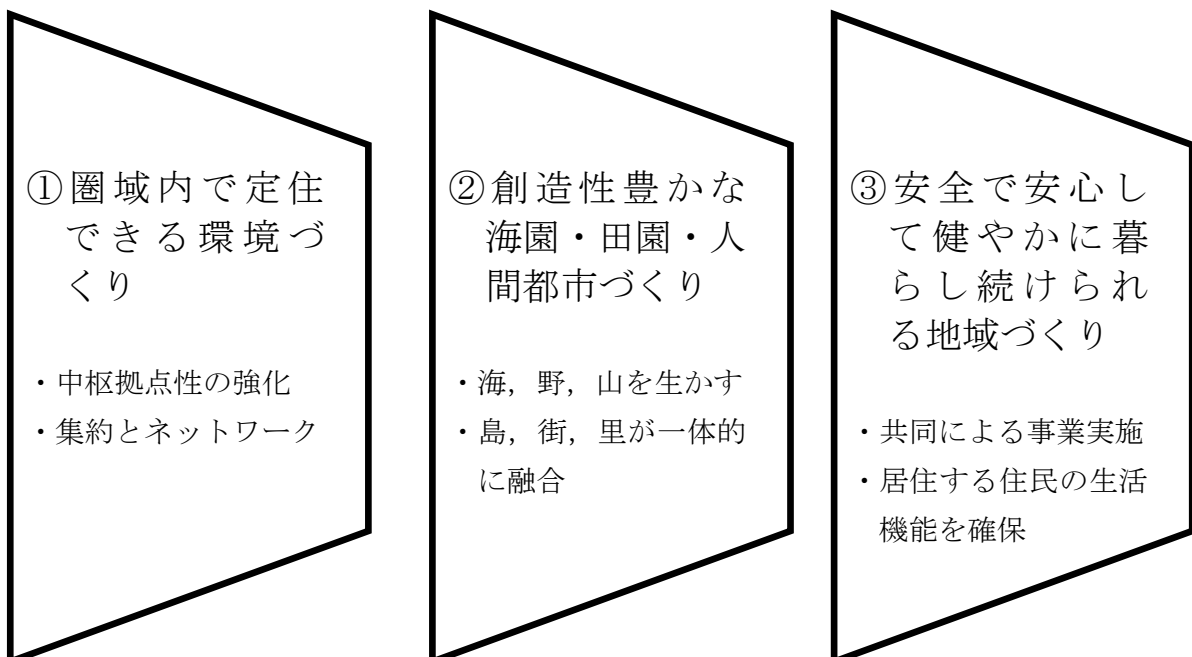 ①圏域内で定住
できる環境づ
くり
・中枢拠点性の強化
・集約とネットワーク
②創造性豊かな
海園・田園・人
間都市づくり
・海，野，山を生かす
・島，街，里が一体的
に融合
③安全で安心し
て健やかに暮
らし続けられ
る地域づくり
・共同による事業実施
・居住する住民の生活
機能を確保